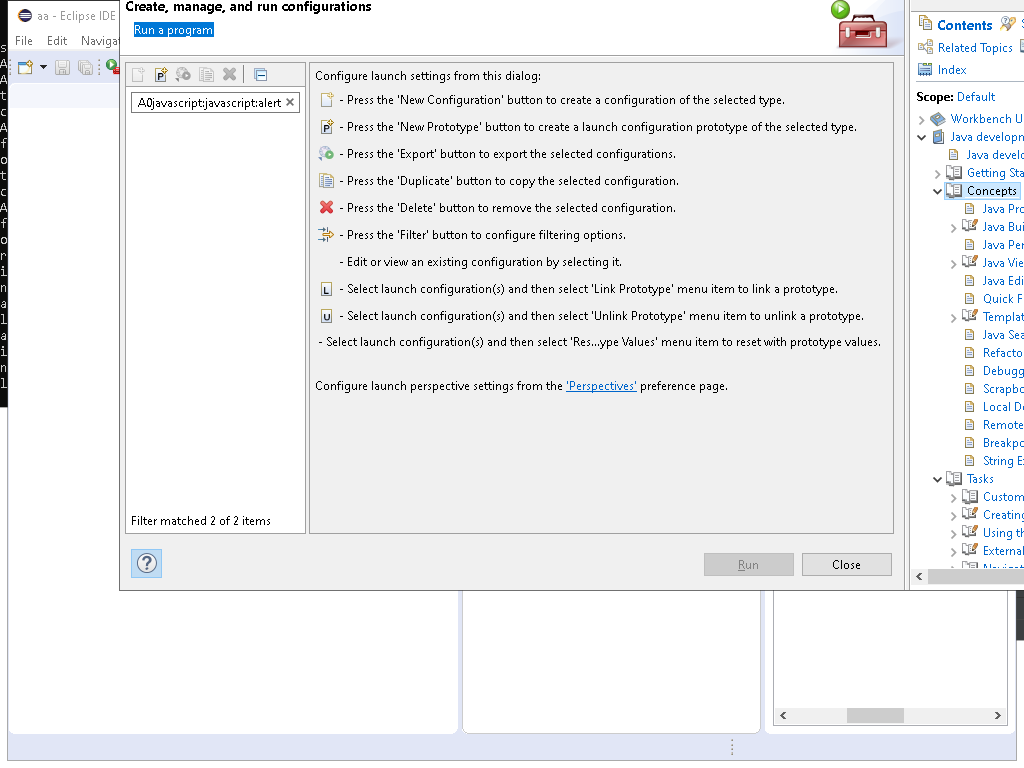 Create, manage, and run configurations
Run a program
aa - Eclipse IDE
File Edit Navigat
A0javascript:javascript:alert
Filter matched 2 of 2 items
Configure launch settings from this dialog:
- Press the 'New Configuration' button to create a configuration of the selected type.
- Press the 'New Prototype' button to create a launch configuration prototype of the selected type.
- Press the 'Export' button to export the selected configurations.
- Press the 'Duplicate' button to copy the selected configuration.
- Press the 'Delete' button to remove the selected configuration.
- Press the 'Filter' button to configure filtering options.
- Edit or view an existing configuration by selecting it.
L - Select launch configuration(s) and then select 'Link Prototype' menu item to link a prototype.
U - Select launch configuration(s) and then select 'Unlink Prototype' menu item to unlink a prototype.
- Select launch configuration(s) and then select 'Res...ype Values' menu item to reset with prototype values.
Configure launch perspective settings from the 'Perspectives' preference page.
Run
Close
Contents
Related Topics
Index
Scope: Default
Workbench U
Java developm
Java develo
Getting Sta
Concepts
Java Pro
Java Bui
Java Per
Java Vie
Java Edi
Quick F
Templat
Java Sea
Refacto
Debugg
Scrapbo
Local De
Remote
Breakpo
String Ex
Tasks
Custom
Creating
Using th
External